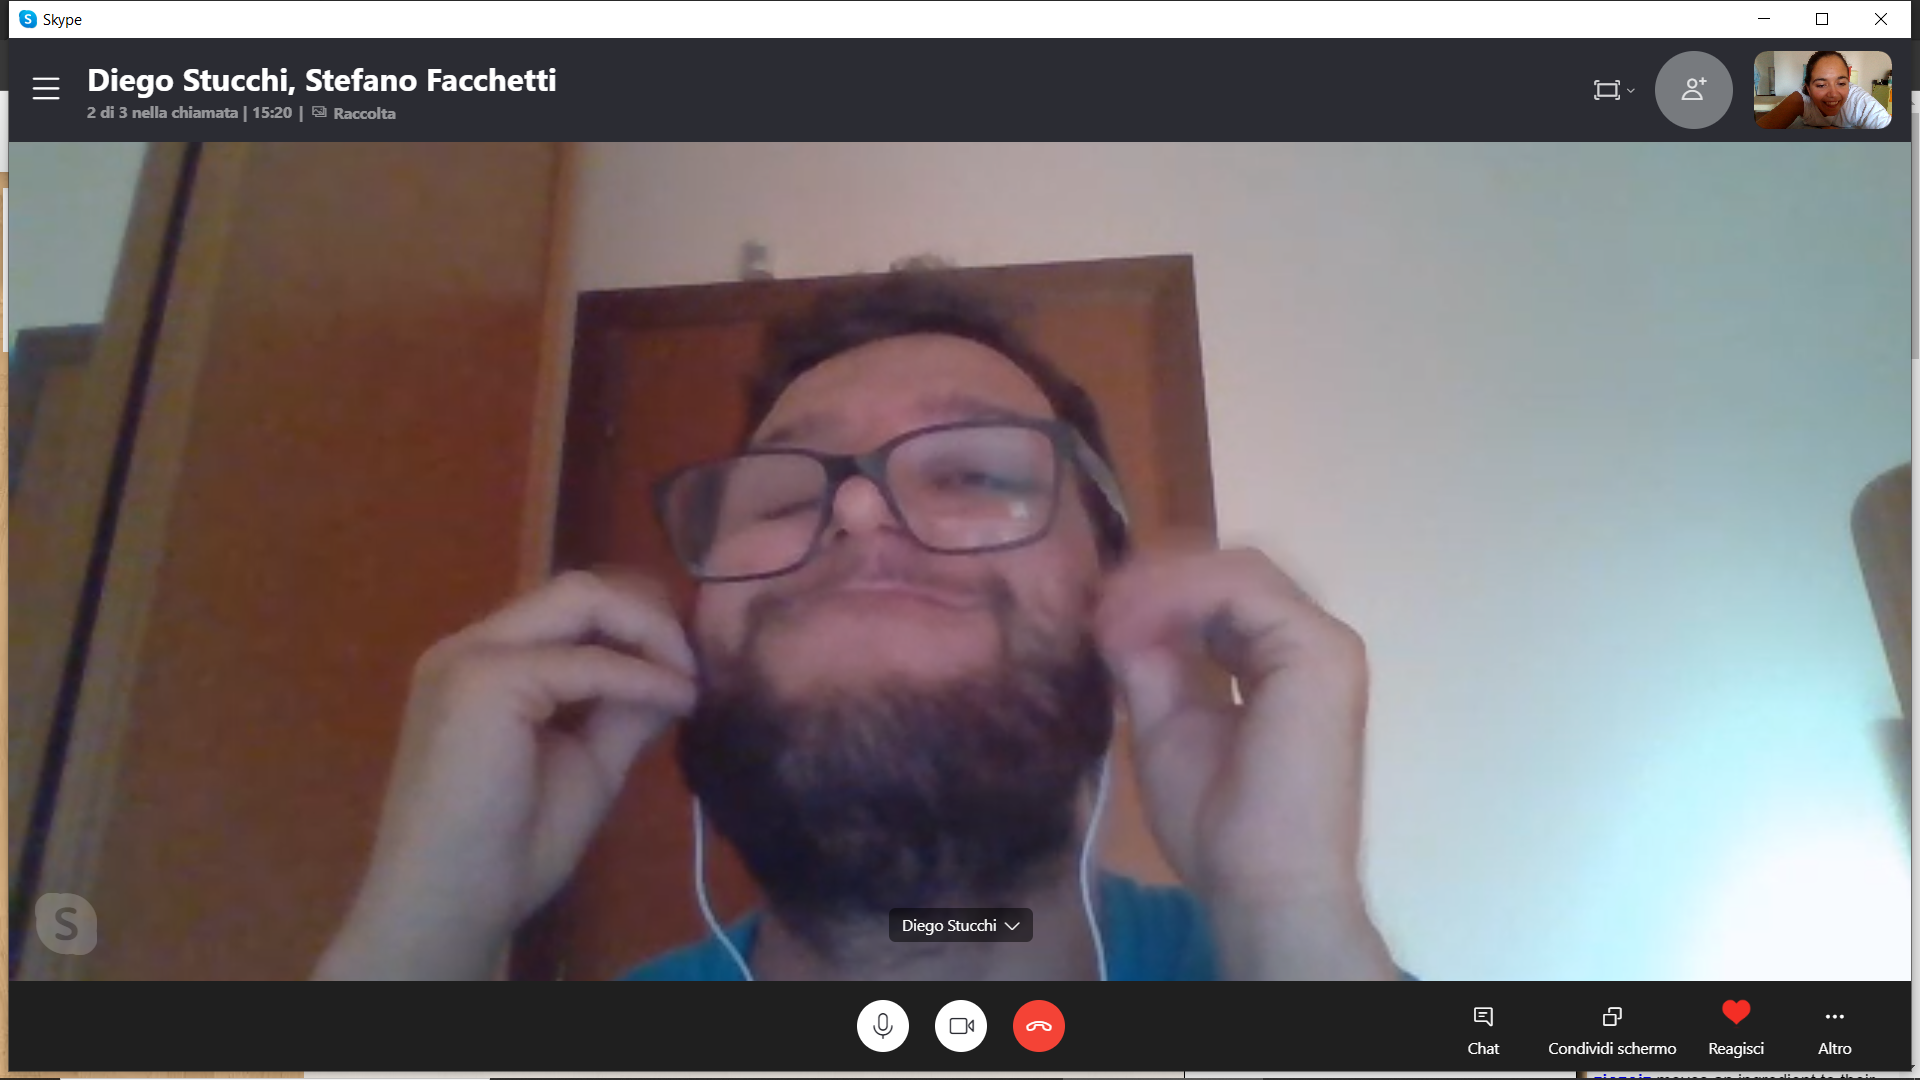 Skype
Diego Stucchi, Stefano Facchetti
2 di 3 nella chiamata | 15:20 | Raccolta
Diego Stucchi
Chat
Condividi schermo
Reagisci
Altro